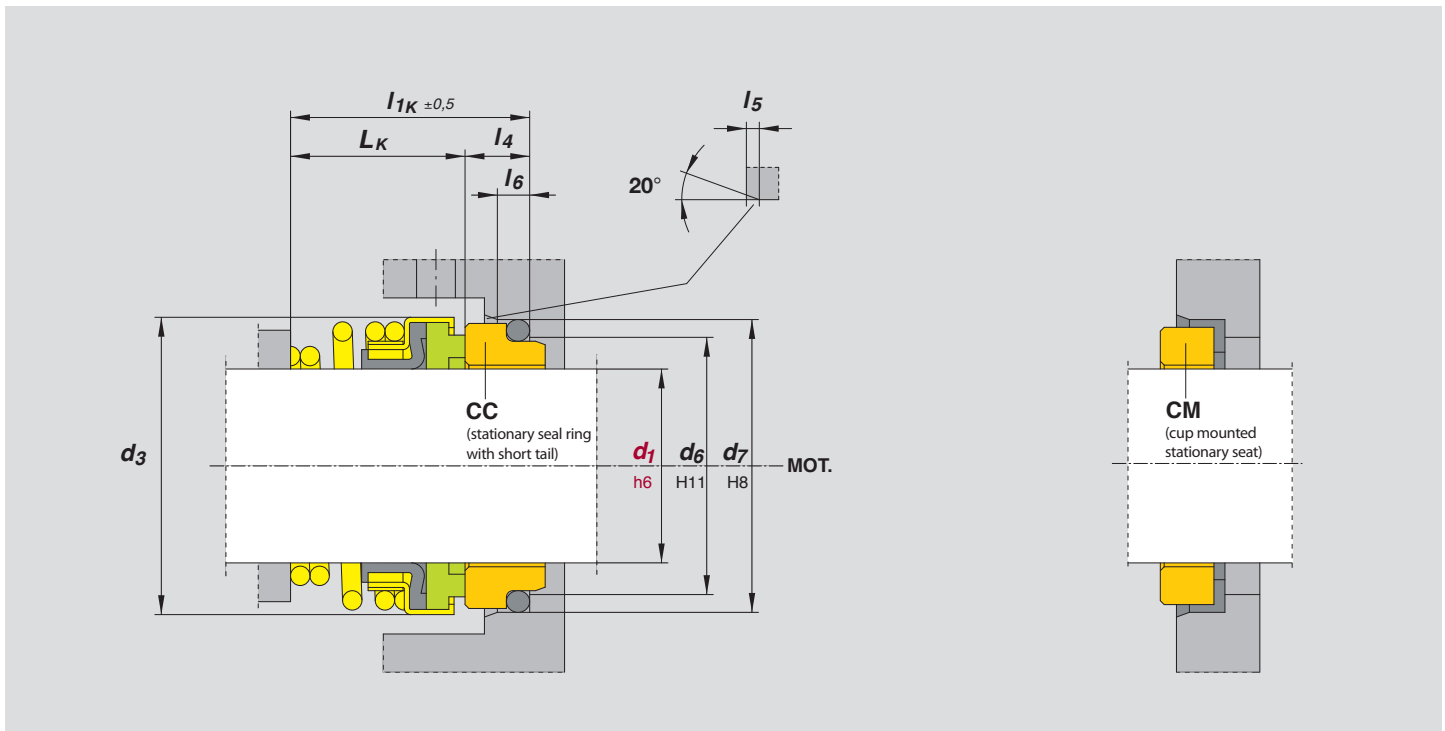 l1K ±0,5
LK
l4
l6
l5
20°
CC
(stationary seal ring
with short tail)
d3
d1
h6
d6
H11
d7
H8
MOT.
CM
(cup mounted
stationary seat)